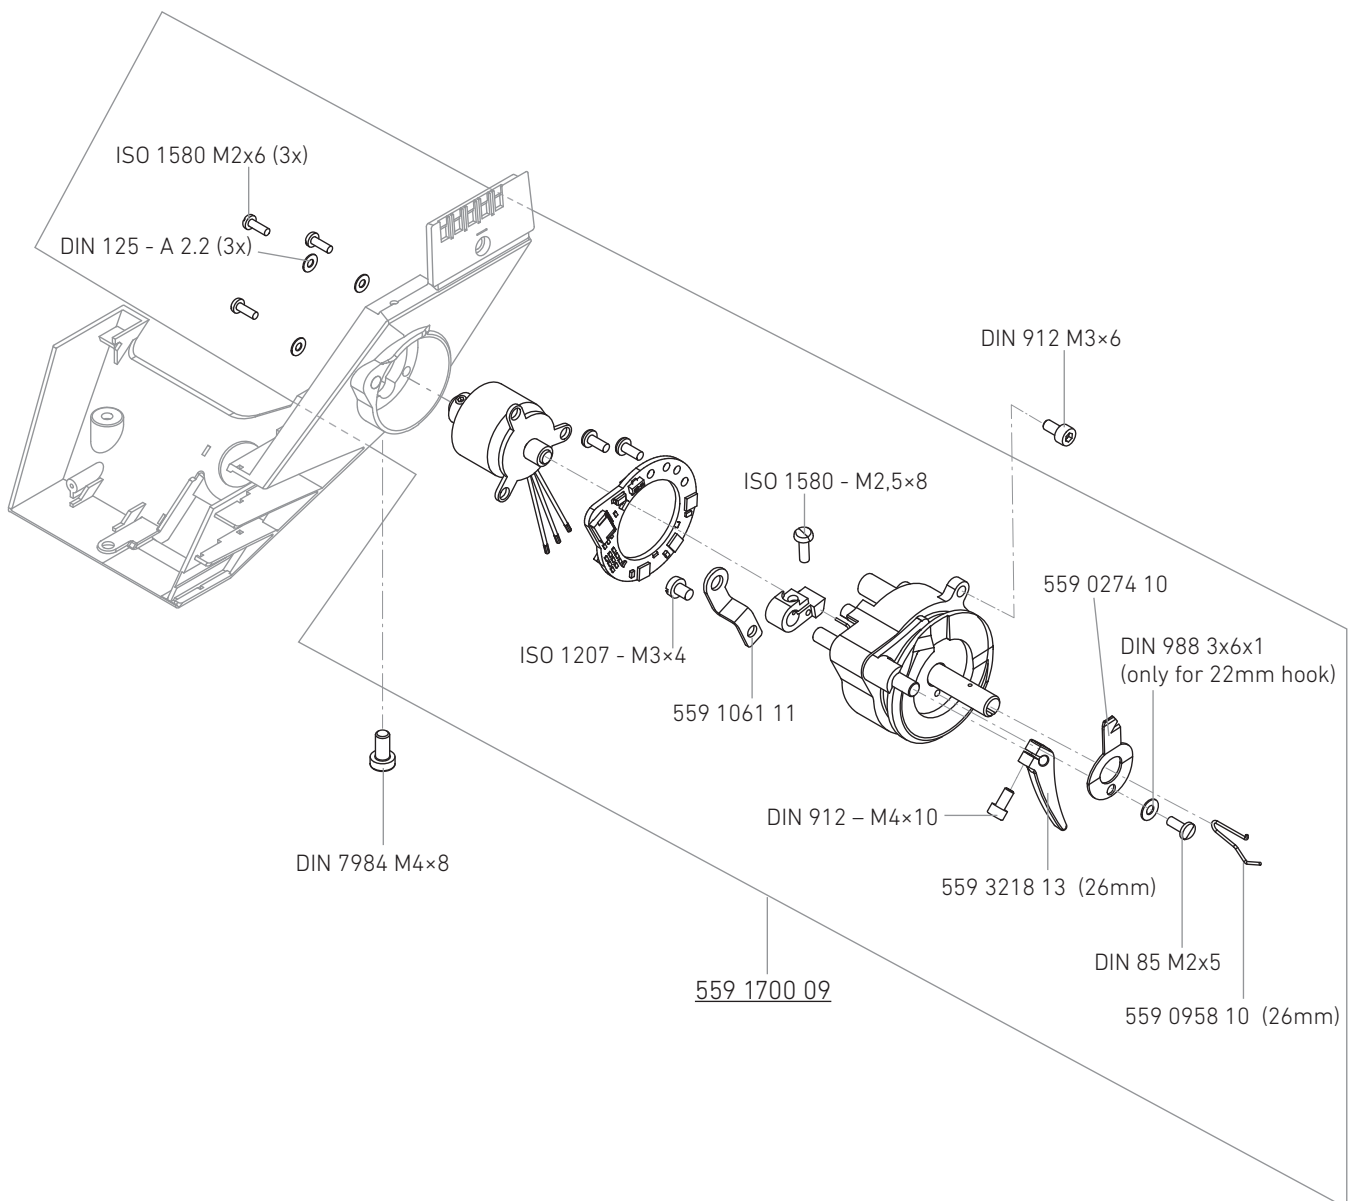 ISO 1580 M2x6 (3x)
DIN 125 - A 2.2 (3x)
DIN 912 M3×6
ISO 1580 - M2,5×8
559 0274 10
DIN 988 3x6x1
(only for 22mm hook)
ISO 1207 - M3×4
559 1061 11
DIN 912 – M4×10
DIN 7984 M4×8
559 3218 13 (26mm)
DIN 85 M2x5
559 1700 09
559 0958 10 (26mm)